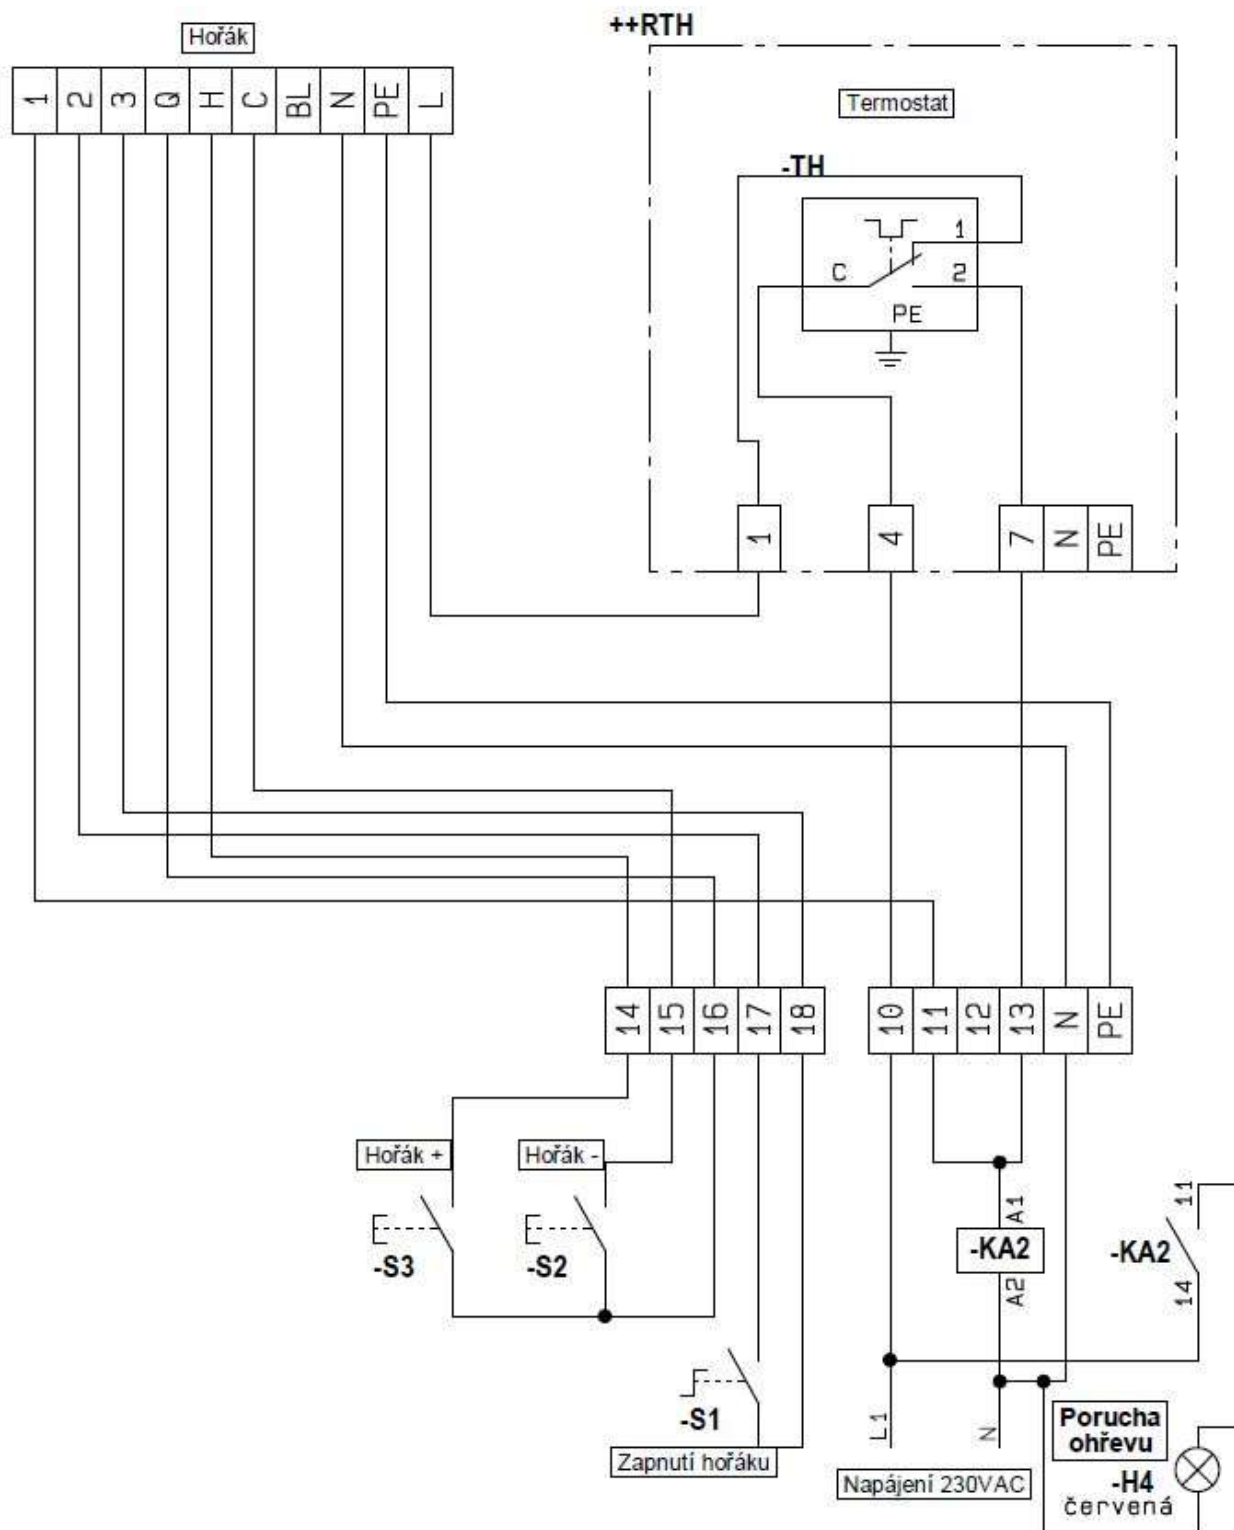 ++RTH
Hořák
1 2 3 Q H C BL N PE L
Termostat
-TH
1
C 2
PE
1 4 7 N PE
14 15 16 17 18 10 11 12 13 N PE
Hořák + Hořák -
A1 11
-S3 -S2 -KA2 -KA2
A2 14
-S1
L1 N
Porucha
ohřevu
Zapnutí hořáku
Napájení 230VAC
-H4
červená